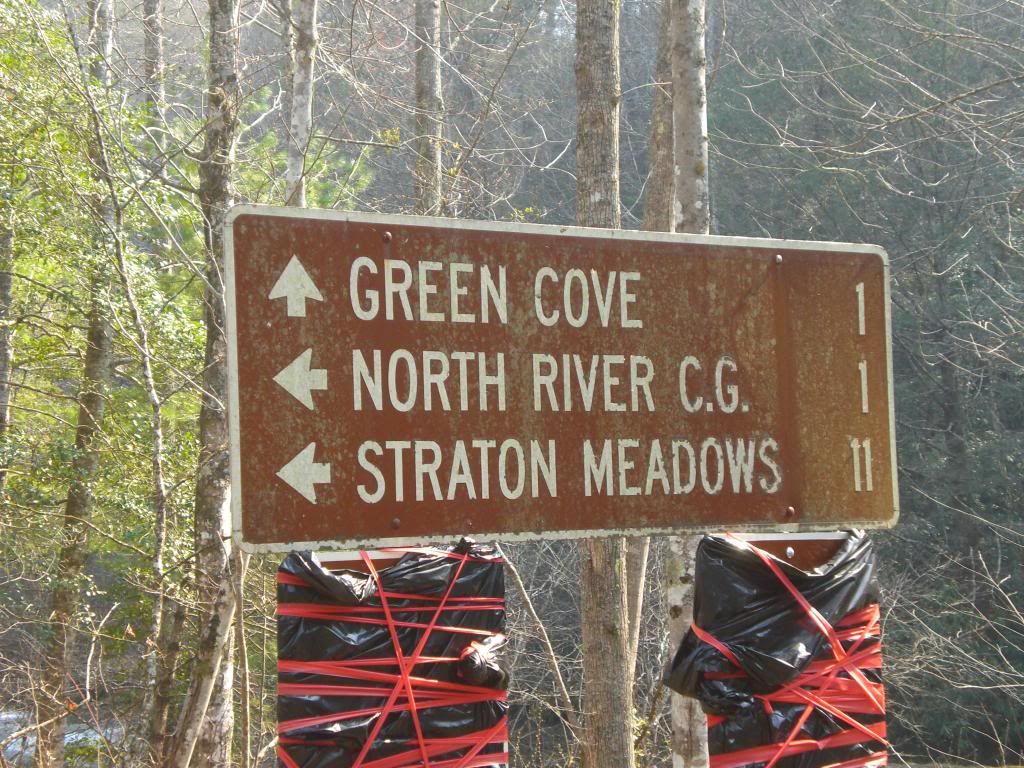 GREEN COVE 1
NORTH RIVER C.G. 1
STRATON MEADOWS 11